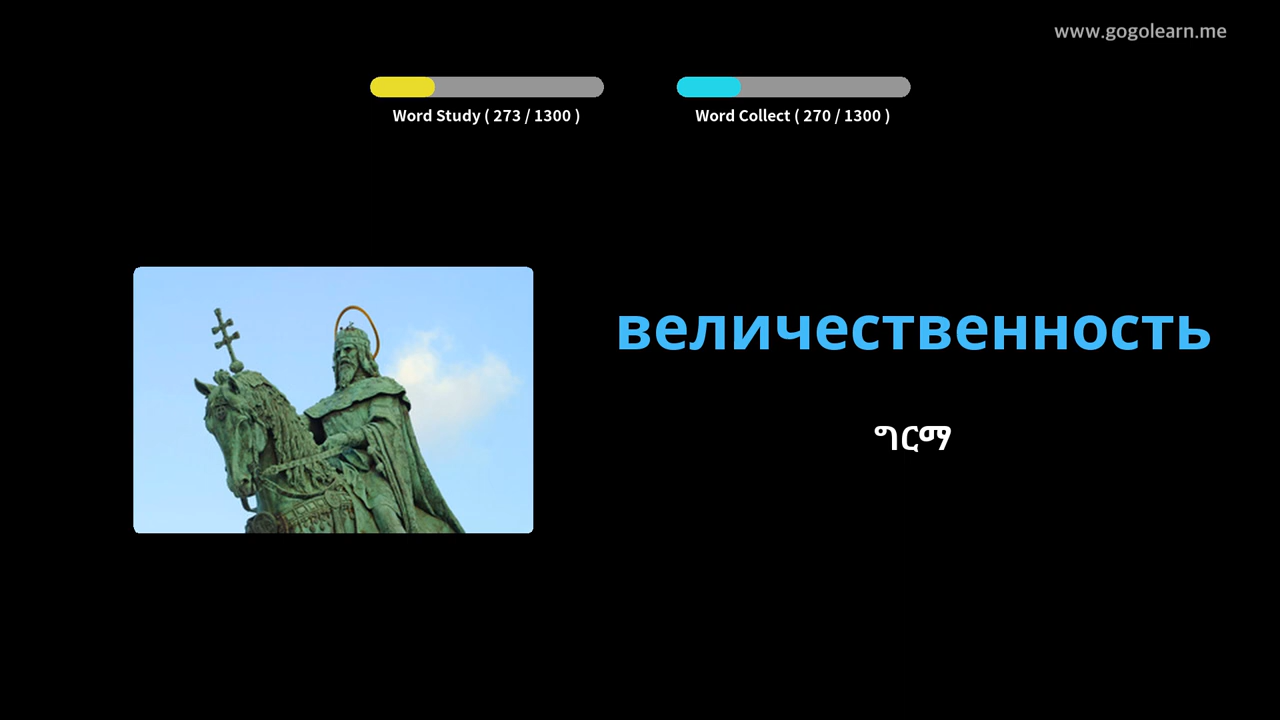 www.gogolearn.me
Word Study ( 273 / 1300 )
Word Collect ( 270 / 1300 )
величественность
ግርማ